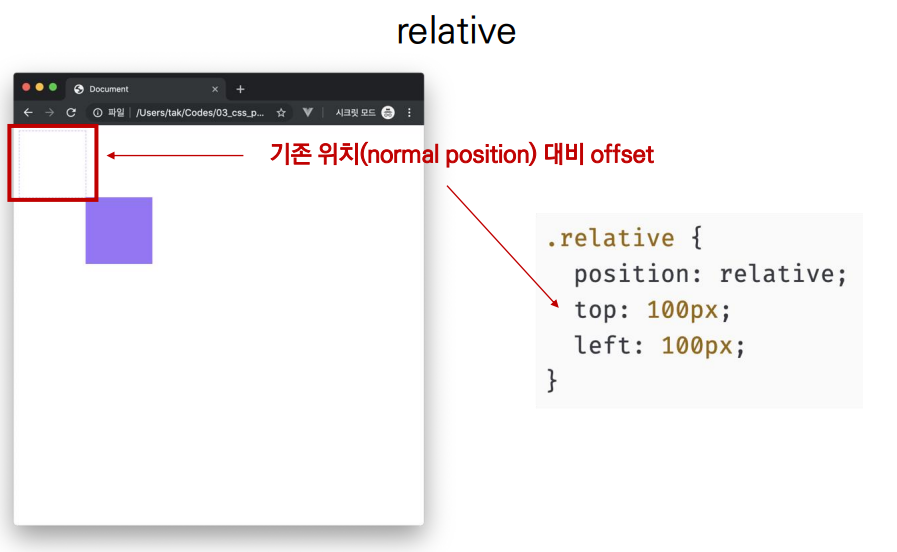 relative
Document
파일 | /Users/tak/Codes/03_css_p... 시크릿 모드
기존 위치(normal position) 대비 offset
.relative {
position: relative;
top: 100px;
left: 100px;
}